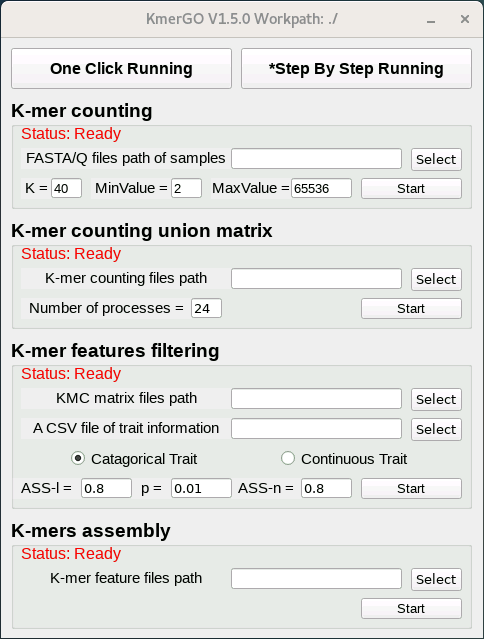 KmerGO V1.5.0 Workpath: ./
One Click Running *Step By Step Running
K-mer counting
Status: Ready
FASTA/Q files path of samples Select
K = 40 MinValue = 2 MaxValue = 65536 Start
K-mer counting union matrix
Status: Ready
K-mer counting files path Select
Number of processes = 24 Start
K-mer features filtering
Status: Ready
KMC matrix files path Select
A CSV file of trait information Select
Catagorical Trait Continuous Trait
ASS-l = 0.8 p = 0.01 ASS-n = 0.8 Start
K-mers assembly
Status: Ready
K-mer feature files path Select
Start